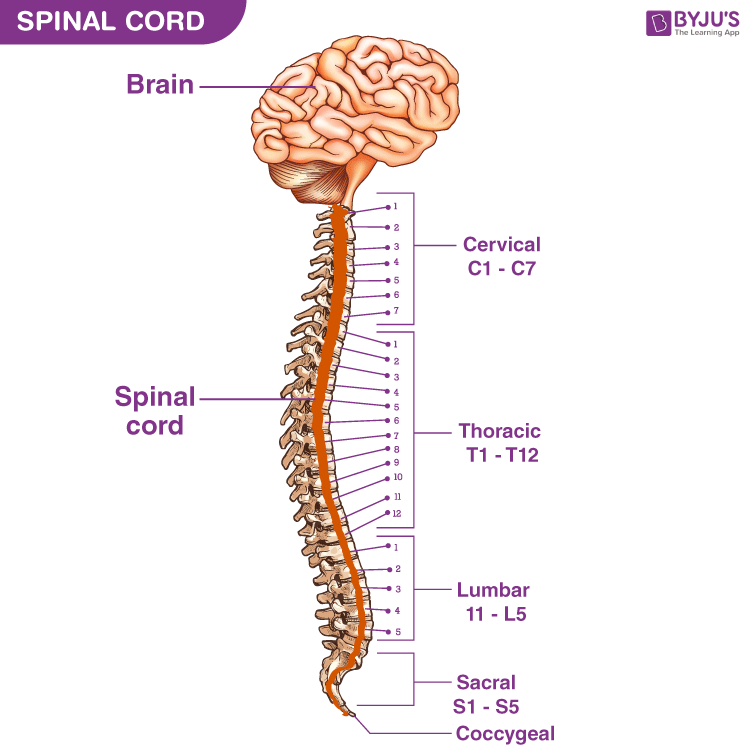 SPINAL CORD
BYJU'S
The Learning App
Brain
1
2
3
4
5
6
7
Cervical
C1 - C7
1
2
3
4
5
6
7
8
9
10
11
12
Spinal
cord
Thoracic
T1 - T12
1
2
3
4
5
Lumbar
11 - L5
Sacral
S1 - S5
Coccygeal